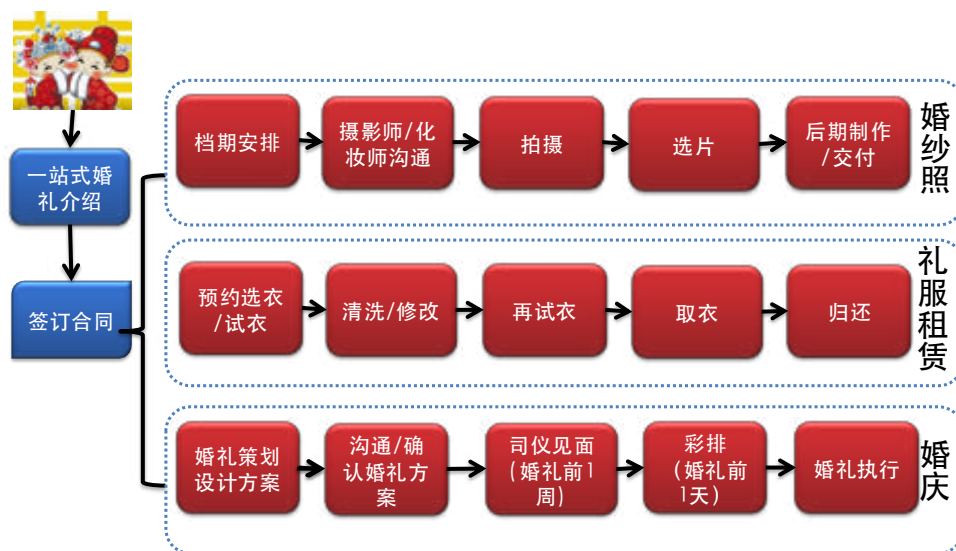 一站式婚
礼介绍
签订合同
档期安排
摄影师/化
妆师沟通
拍摄
选片
后期制作
/交付
婚纱照
预约选衣
/试衣
清洗/修改
再试衣
取衣
归还
礼服租赁
婚礼策划
设计方案
沟通/确
认婚礼方
案
司仪见面
(婚礼前1
周)
彩排
(婚礼前
1天)
婚礼执行
婚庆